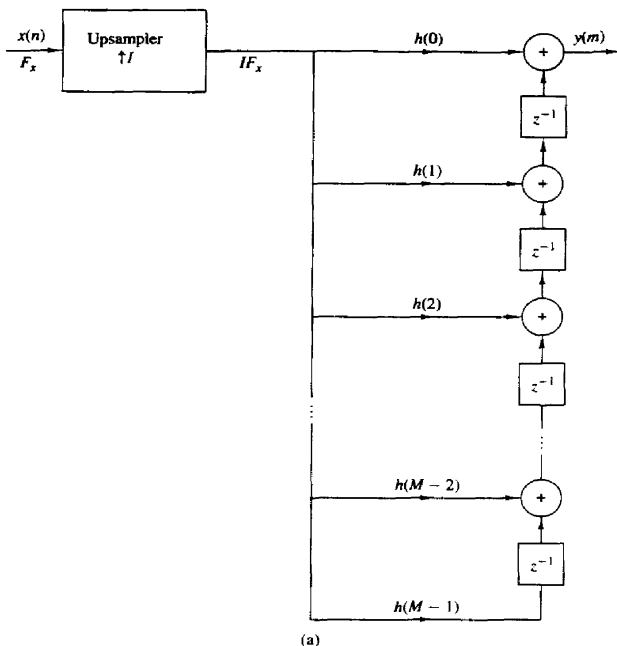 x(n)
F_x
Upsampler
↑I
IF_x
h(0)
+
y(m)
z^{-1}
h(1)
+
z^{-1}
h(2)
+
z^{-1}
h(M − 2)
+
z^{-1}
h(M − 1)
(a)